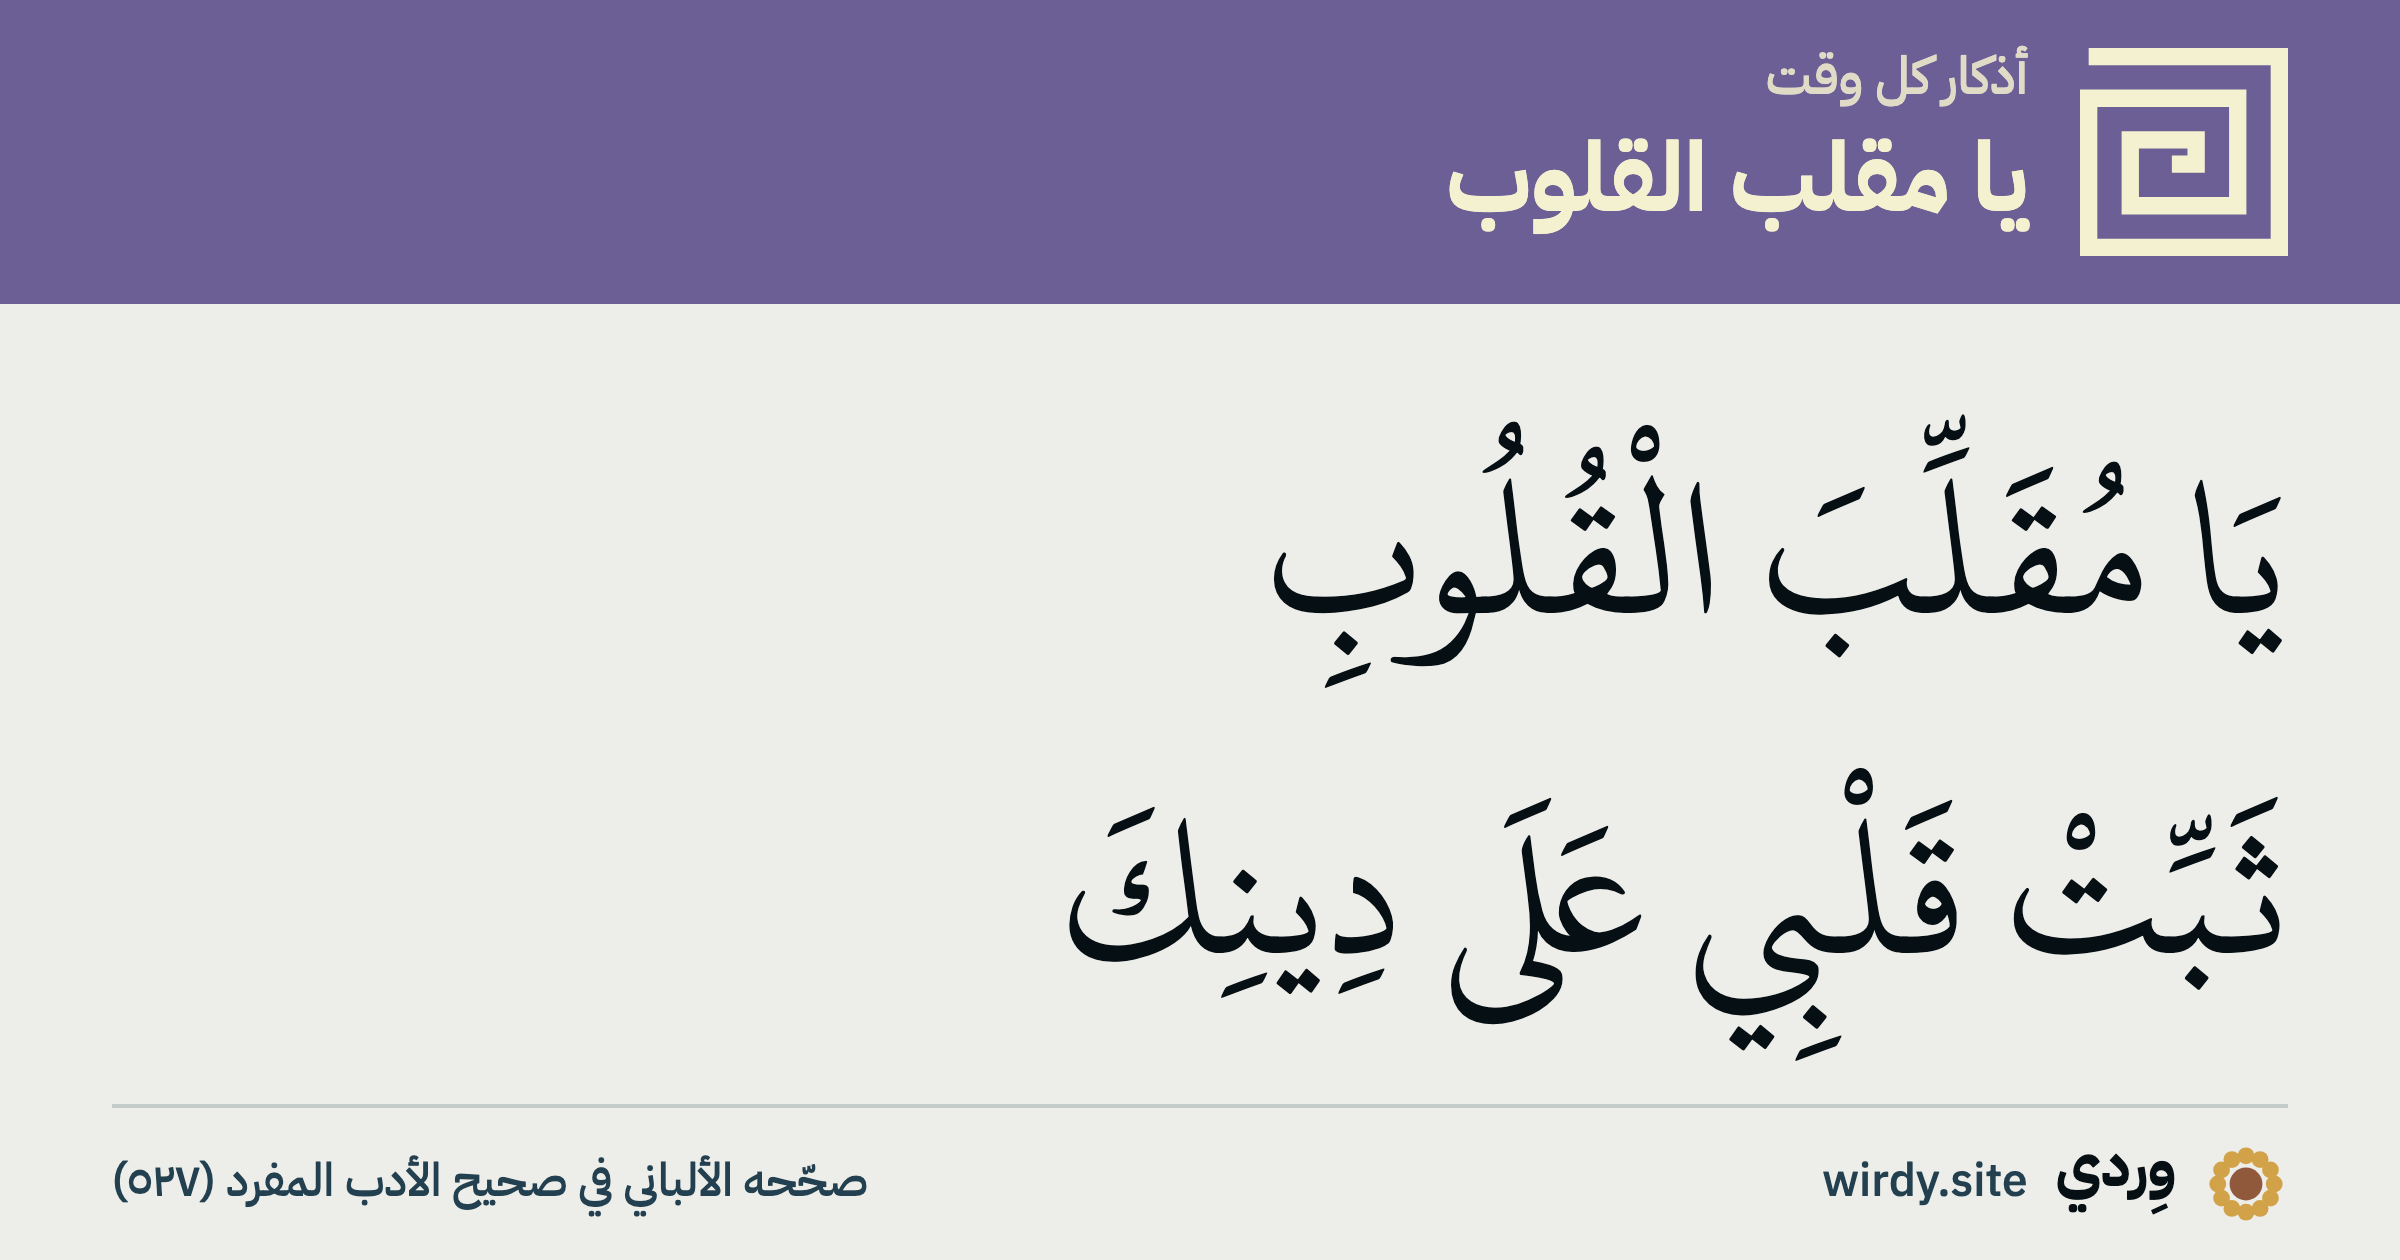 أذكار كل وقت
يا مقلب القلوب
يَا مُقَلِّبَ الْقُلُوبِ
ثَبِّتْ قَلْبِي عَلَى دِينِكَ
وِردي wirdy.site
صحّحه الألباني في صحيح الأدب المفرد (٥٢٧)